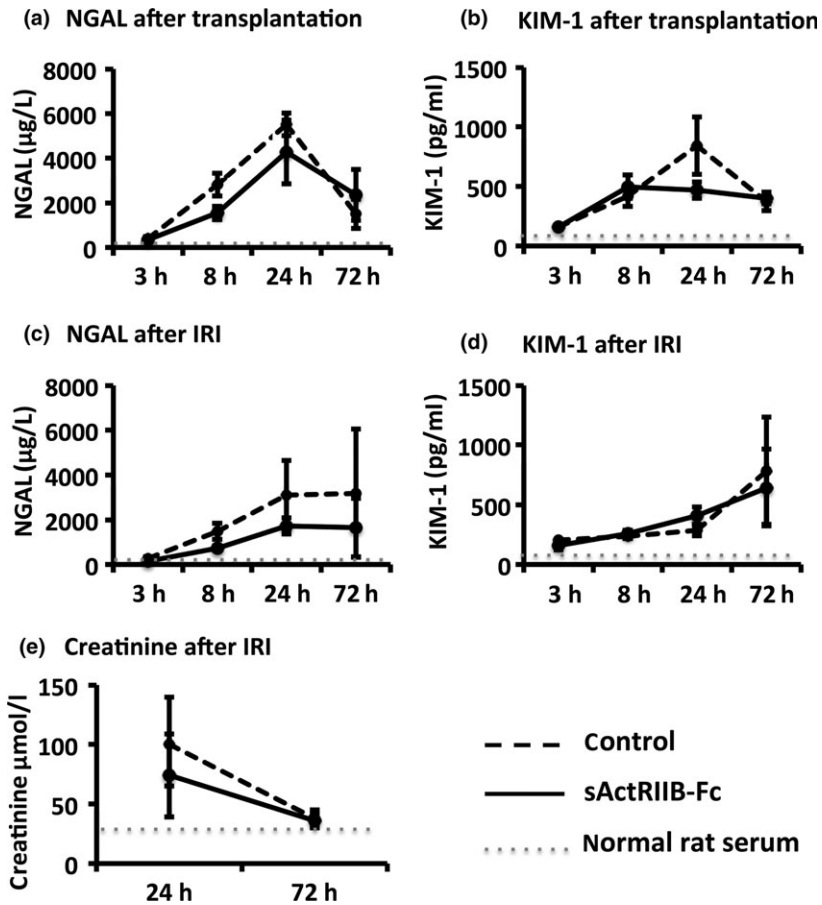 (a) NGAL after transplantation
NGAL (µg/L)
8000
6000
4000
2000
0
3 h 8 h 24 h 72 h
(b) KIM-1 after transplantation
KIM-1 (pg/ml)
1500
1000
500
0
3 h 8 h 24 h 72 h
(c) NGAL after IRI
NGAL (µg/L)
8000
6000
4000
2000
0
3 h 8 h 24 h 72 h
(d) KIM-1 after IRI
KIM-1 (pg/ml)
1500
1000
500
0
3 h 8 h 24 h 72 h
(e) Creatinine after IRI
Creatinine µmol/l
150
100
50
0
24 h 72 h
Control
sActRIIB-Fc
Normal rat serum